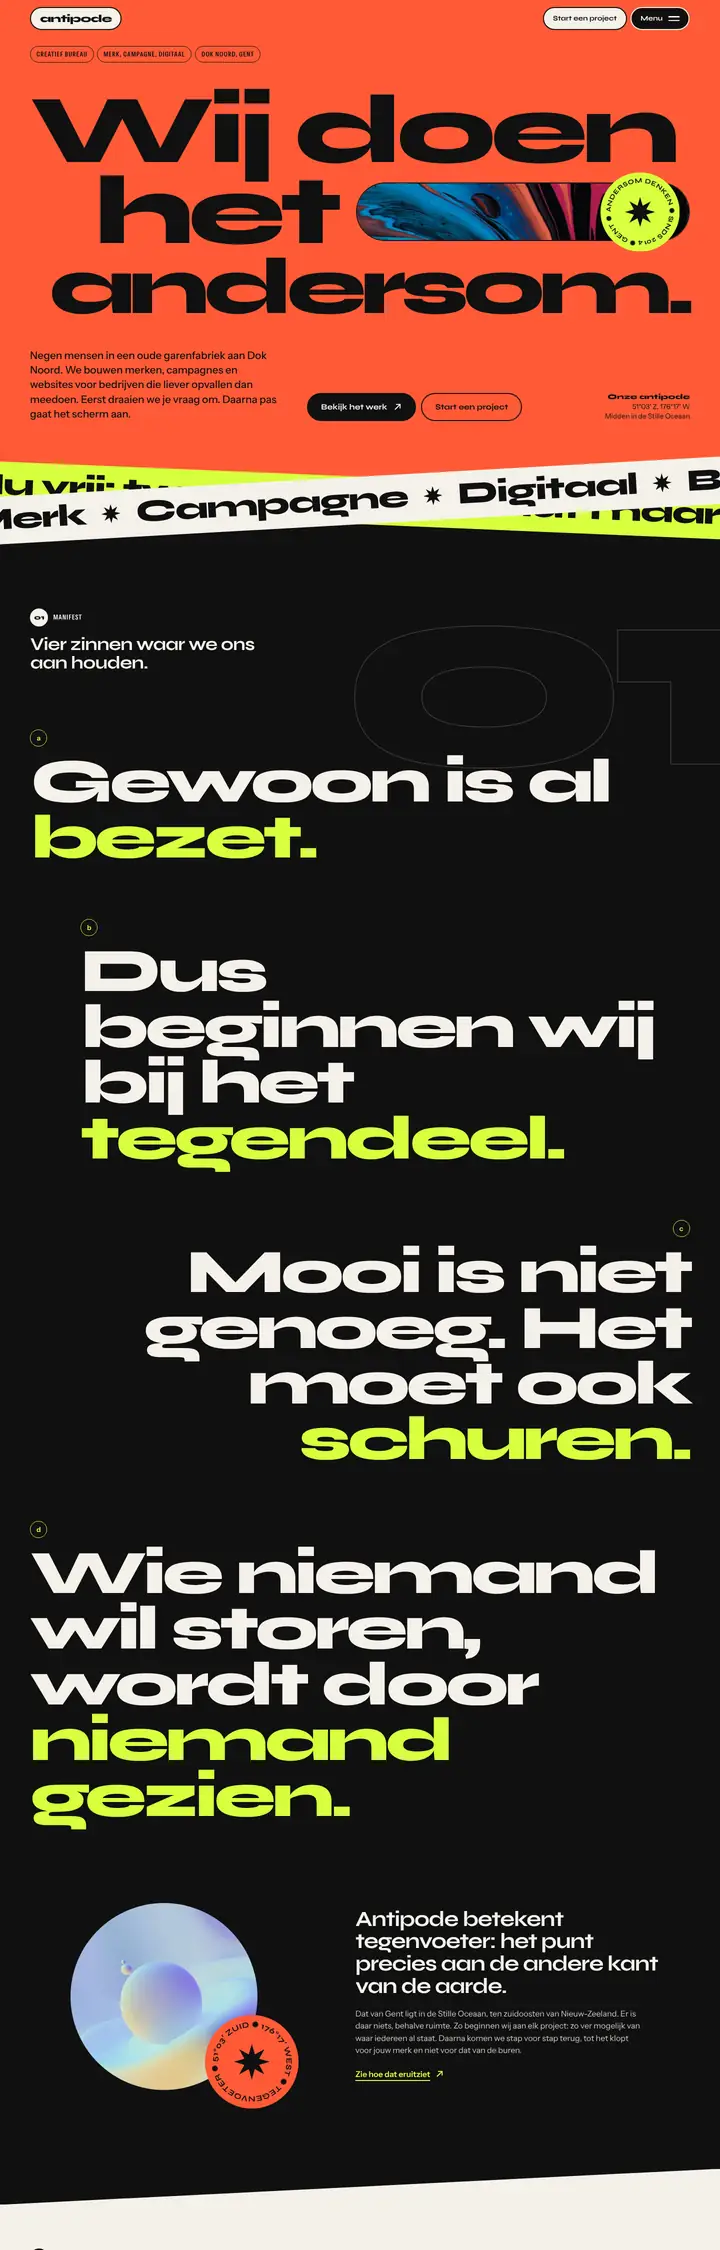 antipode
Start een project
Menu
CREATIEF BUREAU
MERK, CAMPAGNE, DIGITAAL
DOK NOORD, GENT
Wij doen
het
ANDERSOM DENKEN SINDS 2014 GENT
andersom.
Negen mensen in een oude garenfabriek aan Dok
Noord. We bouwen merken, campagnes en
websites voor bedrijven die liever opvallen dan
meedoen. Eerst draaien we je vraag om. Daarna pas
gaat het scherm aan.
Bekijk het werk
Start een project
Onze antipode
51°03' Z, 176°17' W
Midden in de Stille Oceaan
Merk Campagne Digitaal B
01
MANIFEST
Vier zinnen waar we ons
aan houden.
01
a
Gewoon is al
bezet.
b
Dus
beginnen wij
bij het
tegendeel.
c
Mooi is niet
genoeg. Het
moet ook
schuren.
d
Wie niemand
wil storen,
wordt door
niemand
gezien.
51°03' ZUID 176°17' WEST TEGENVOETER
Antipode betekent
tegenvoeter: het punt
precies aan de andere kant
van de aarde.
Dat van Gent ligt in de Stille Oceaan, ten zuidoosten van Nieuw-Zeeland. Er is
daar niets, behalve ruimte. Zo beginnen wij aan elk project: zo ver mogelijk van
waar iedereen al staat. Daarna komen we stap voor stap terug, tot het klopt
voor jouw merk en niet voor dat van de buren.
Zie hoe dat eruitziet